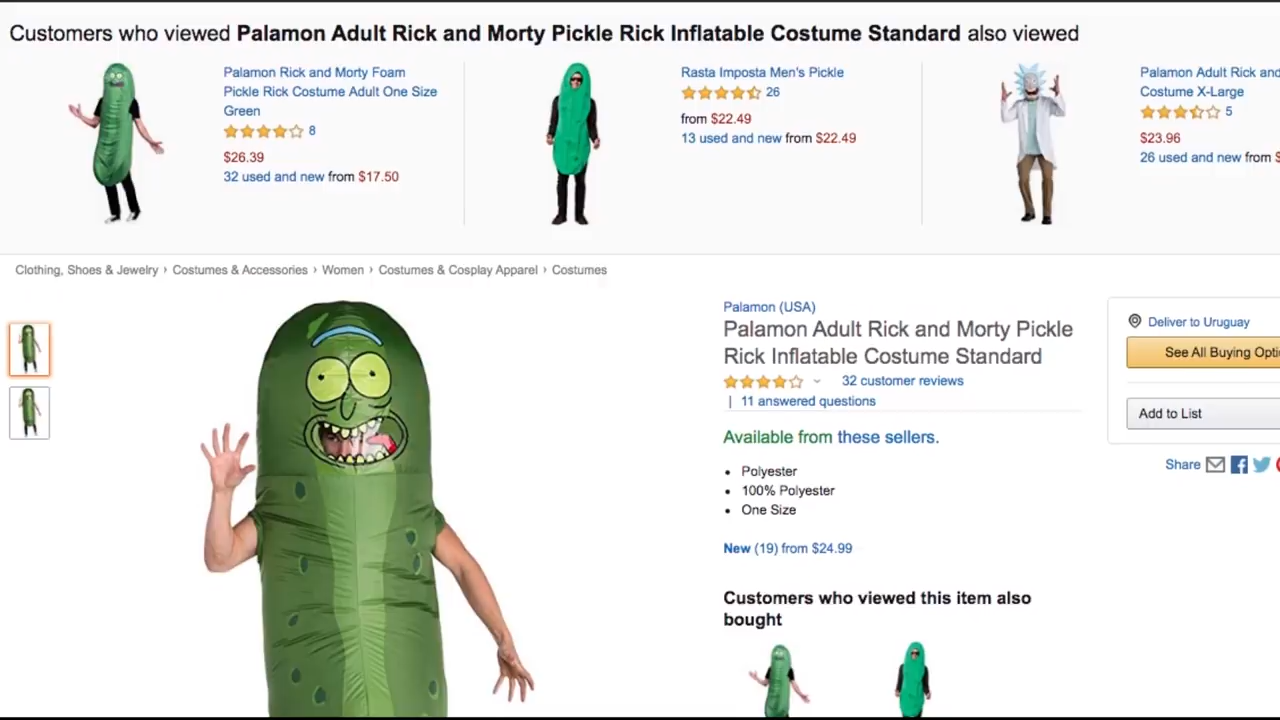 Customers who viewed Palamon Adult Rick and Morty Pickle Rick Inflatable Costume Standard also viewed
Palamon Rick and Morty Foam
Pickle Rick Costume Adult One Size
Green
8
$26.39
32 used and new from $17.50
Rasta Imposta Men's Pickle
26
from $22.49
13 used and new from $22.49
Palamon Adult Rick and
Costume X-Large
5
$23.96
26 used and new from $
Clothing, Shoes & Jewelry › Costumes & Accessories › Women › Costumes & Cosplay Apparel › Costumes
Palamon (USA)
Palamon Adult Rick and Morty Pickle
Rick Inflatable Costume Standard
32 customer reviews
| 11 answered questions
Available from these sellers.
• Polyester
• 100% Polyester
• One Size
New (19) from $24.99
Customers who viewed this item also
bought
Deliver to Uruguay
See All Buying Opti
Add to List
Share